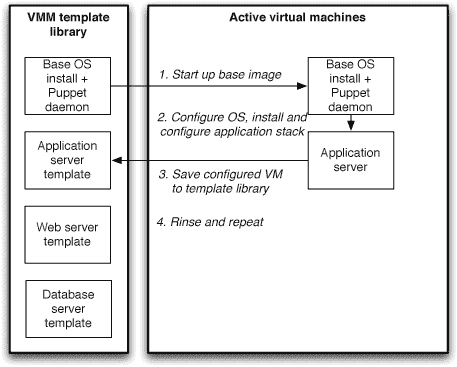 VMM template
library
Base OS
install +
Puppet
daemon
Application
server
template
Web server
template
Database
server
template
Active virtual machines
1. Start up base image
Base OS
install +
Puppet
daemon
2. Configure OS, install and
configure application stack
Application
server
3. Save configured VM
to template library
4. Rinse and repeat